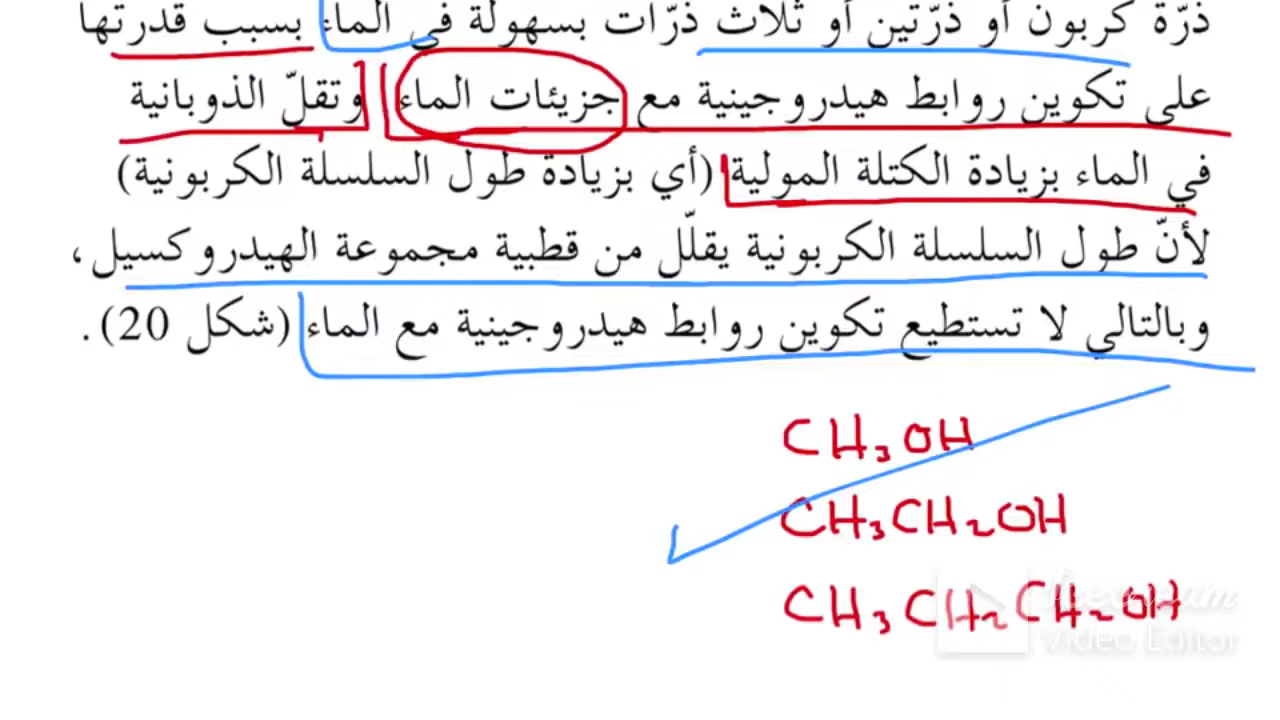 ذرّة كربون أو ذرّتين أو ثلاث ذرّات بسهولة في الماء بسبب قدرتها
على تكوين روابط هيدروجينية مع جزيئات الماء وتقلّ الذوبانية
في الماء بزيادة الكتلة المولية (أي بزيادة طول السلسلة الكربونية)
لأنّ طول السلسلة الكربونية يقلّل من قطبية مجموعة الهيدروكسيل،
وبالتالي لا تستطيع تكوين روابط هيدروجينية مع الماء (شكل 20).
CH₃OH
CH₃CH₂OH
CH₃CH₂CH₂OH
Video Editor